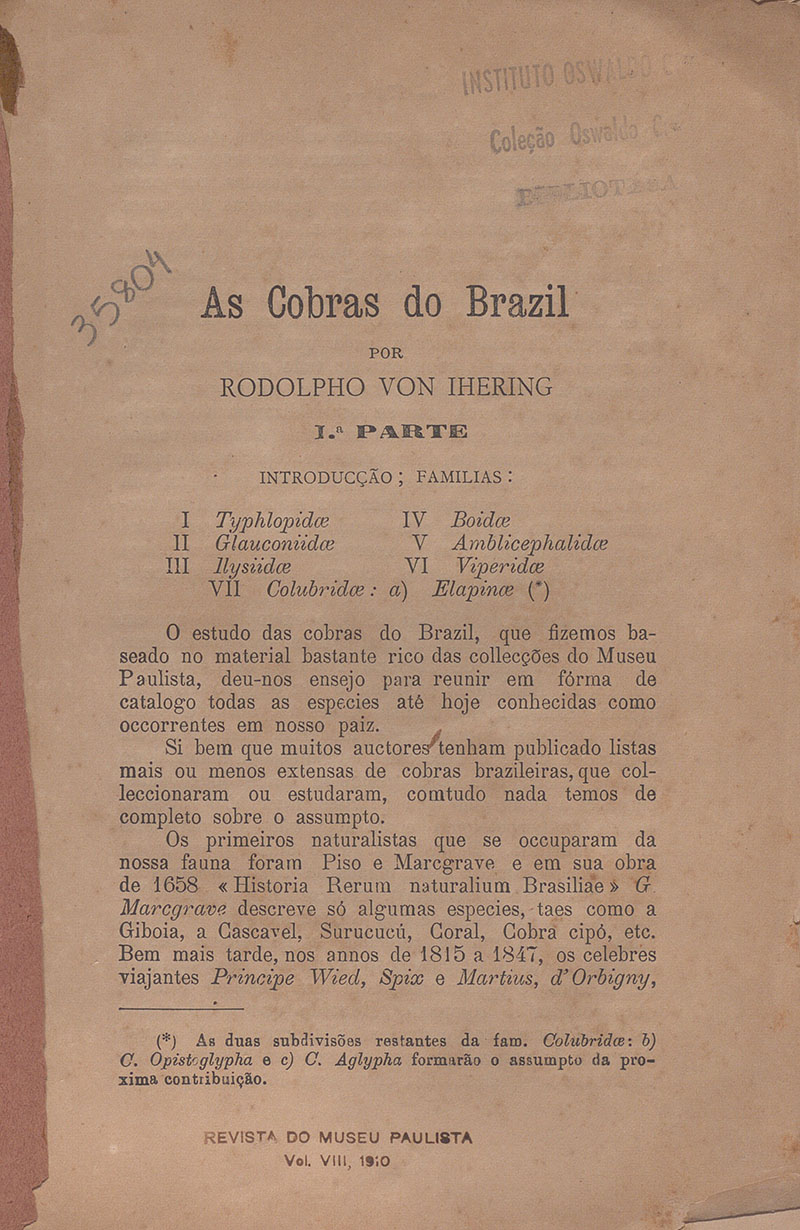 INSTITUTO OSWALDO C
Coleção Oswaldo C
BIBLIOTECA
35804
As Cobras do Brazil
POR
RODOLPHO VON IHERING
I.ª PARTE
INTRODUCÇÃO; FAMILIAS:
I Typhlopidæ IV Boidæ
II Glauconiidæ V Amblicephalidæ
III Ilysiidæ VI Viperidæ
VII Colubridæ: a) Elapinæ (*)
O estudo das cobras do Brazil, que fizemos ba-
seado no material bastante rico das collecções do Museu
Paulista, deu-nos ensejo para reunir em fórma de
catalogo todas as especies até hoje conhecidas como
occorrentes em nosso paiz.
Si bem que muitos auctores tenham publicado listas
mais ou menos extensas de cobras brazileiras, que col-
leccionaram ou estudaram, comtudo nada temos de
completo sobre o assumpto.
Os primeiros naturalistas que se occuparam da
nossa fauna foram Piso e Marcgrave e em sua obra
de 1658 «Historia Rerum naturalium Brasiliae» G.
Marcgrave descreve só algumas especies, taes como a
Giboia, a Cascavel, Surucucú, Coral, Cobra cipó, etc.
Bem mais tarde, nos annos de 1815 a 1847, os celebres
viajantes Principe Wied, Spix e Martius, d'Orbigny,
(*) As duas subdivisões restantes da fam. Colubridæ: b)
C. Opistoglypha e c) C. Aglypha formarão o assumpto da pro-
xima contribuição.
REVISTA DO MUSEU PAULISTA
Vol. VIII, 1910